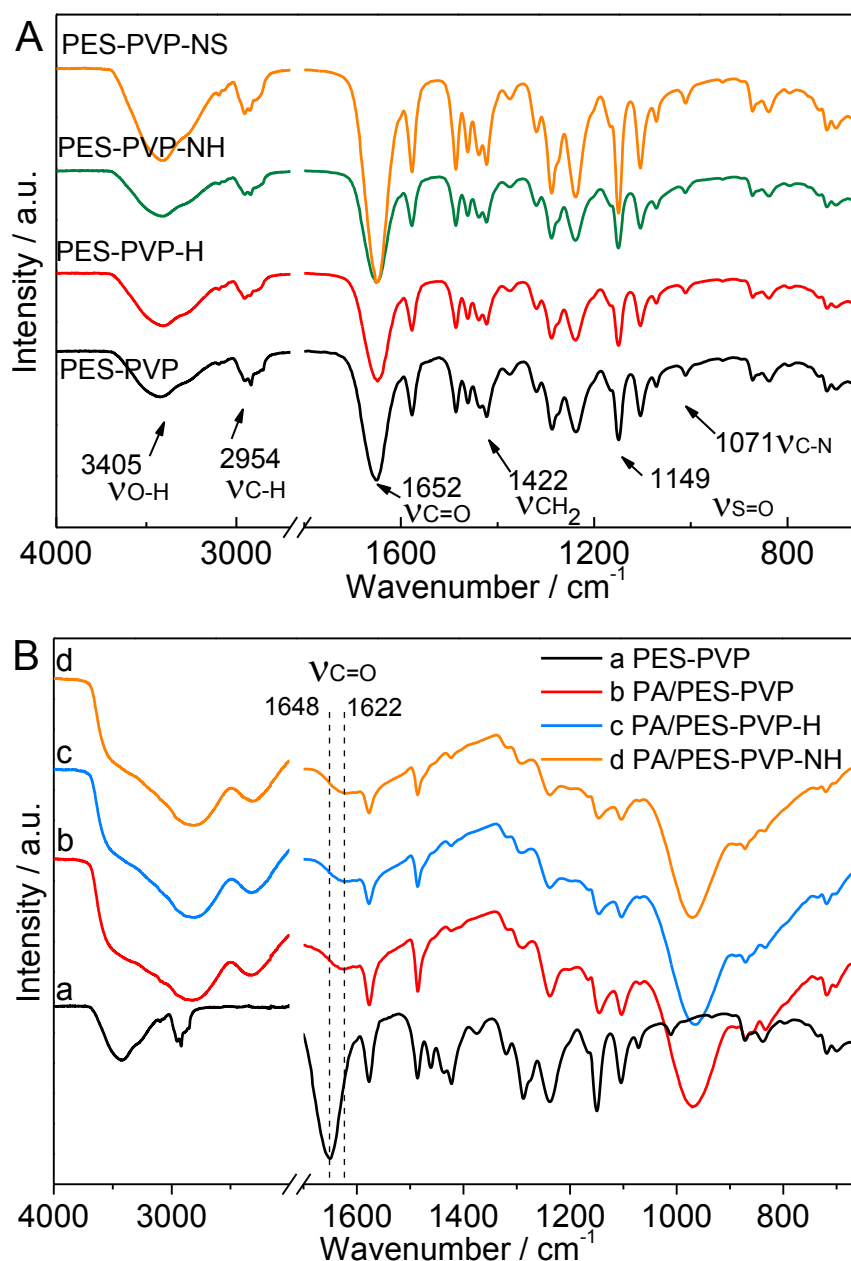 A
PES-PVP-NS
PES-PVP-NH
PES-PVP-H
PES-PVP
3405
νO-H
2954
νC-H
1652
νC=O
1422
νCH2
1149
νS=O
1071νC-N
Intensity / a.u.
4000 3000 1600 1200 800
Wavenumber / cm-1
B
νC=O
1648 1622
a PES-PVP
b PA/PES-PVP
c PA/PES-PVP-H
d PA/PES-PVP-NH
d
c
b
a
Intensity / a.u.
4000 3000 1600 1400 1200 1000 800
Wavenumber / cm-1